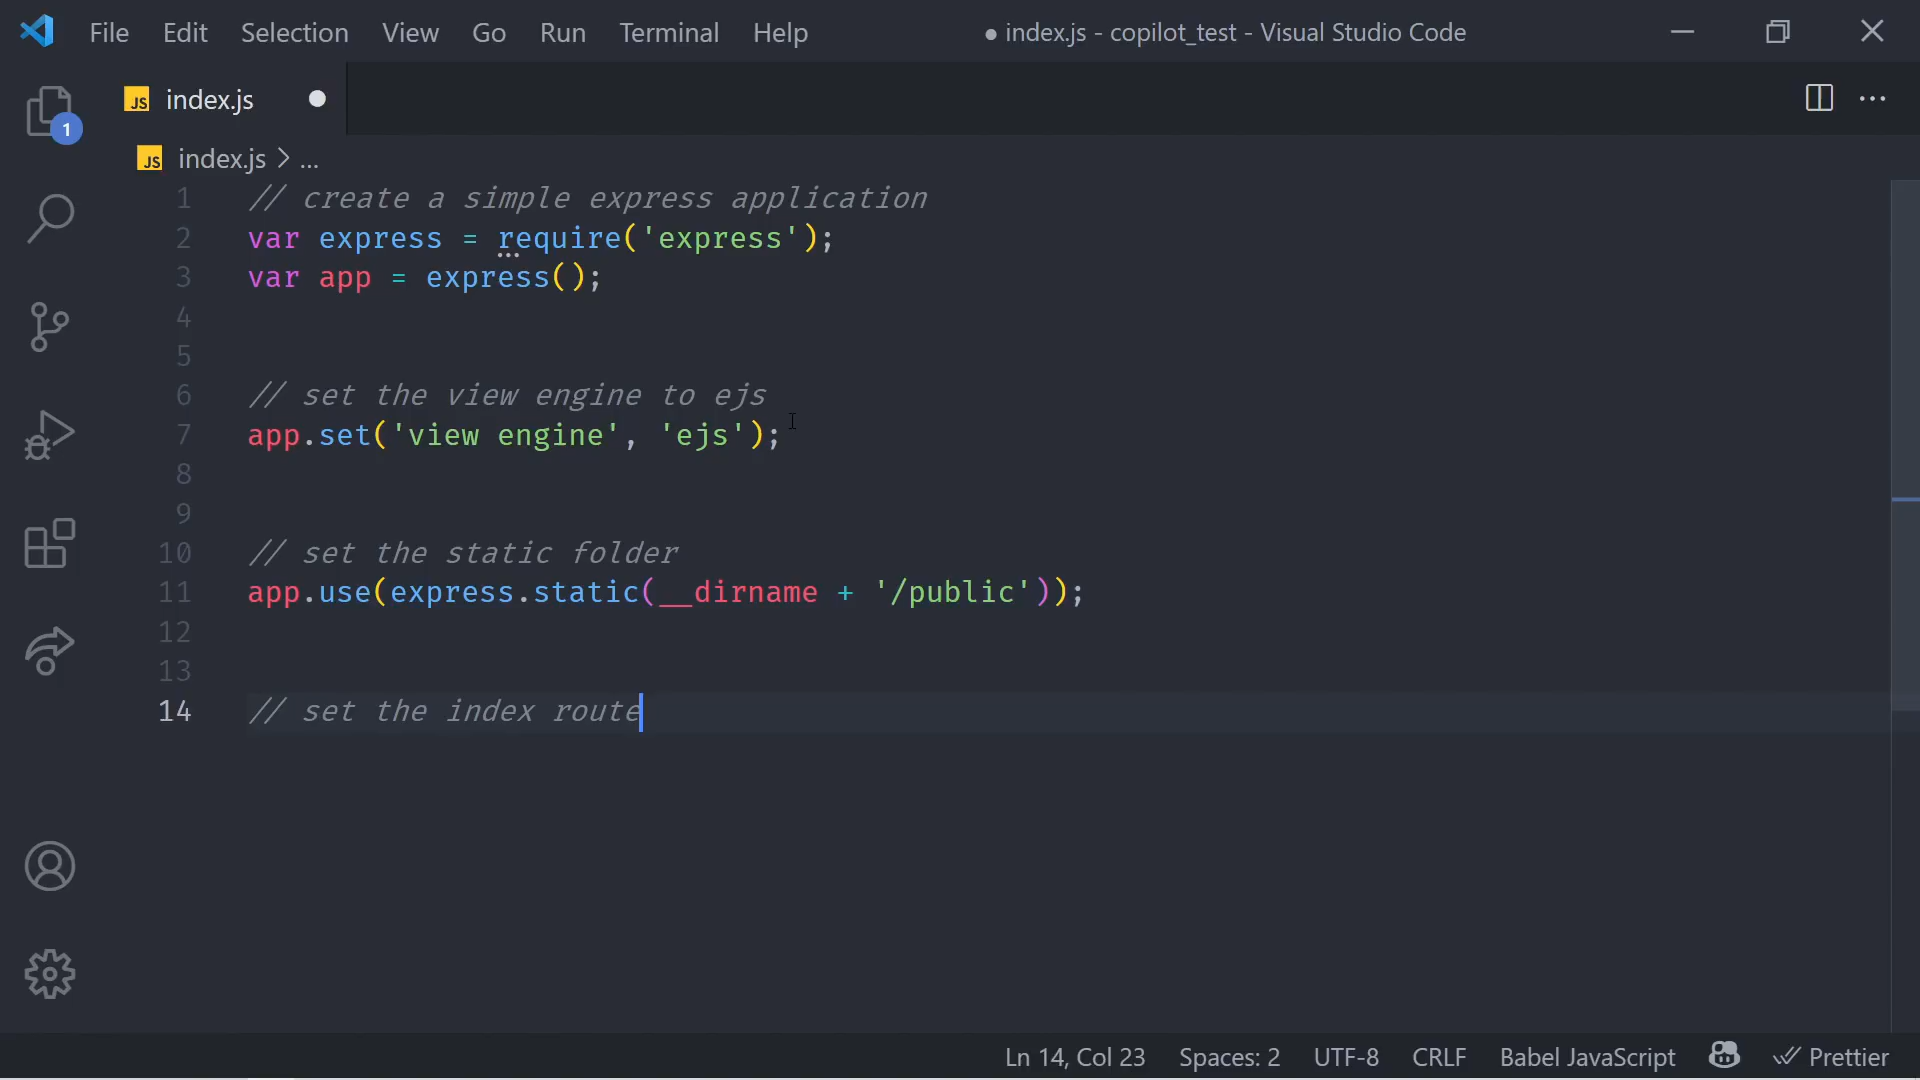 File Edit Selection View Go Run Terminal Help ● index.js - copilot_test - Visual Studio Code
JS index.js
1
JS index.js > ...
1 // create a simple express application
2 var express = require('express');
3 var app = express();
4
5
6 // set the view engine to ejs
7 app.set('view engine', 'ejs');
8
9
10 // set the static folder
11 app.use(express.static(__dirname + '/public'));
12
13
14 // set the index route
Ln 14, Col 23 Spaces: 2 UTF-8 CRLF Babel JavaScript Prettier